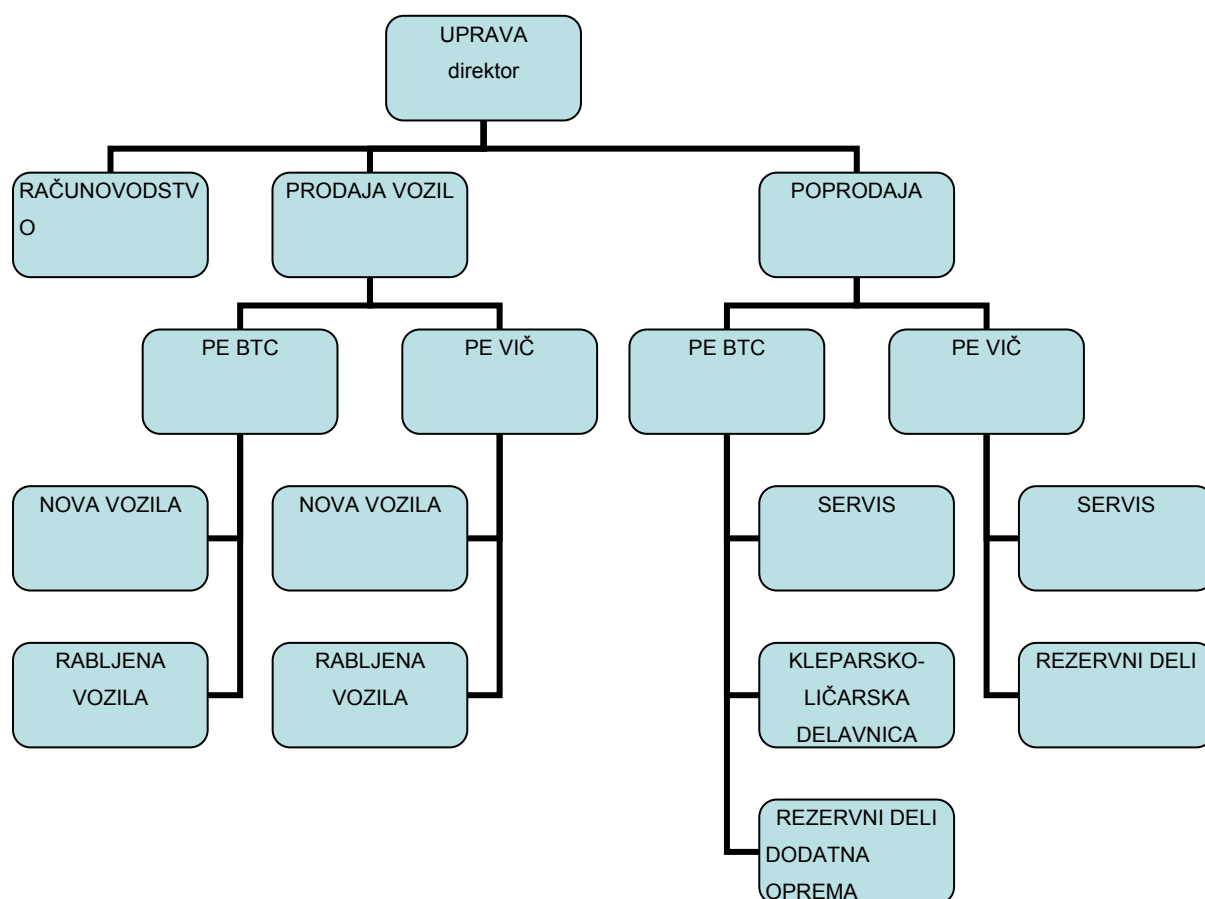 UPRAVA
direktor
RAČUNOVODSTV
O
PRODAJA VOZIL
POPRODAJA
PE BTC
PE VIČ
PE BTC
PE VIČ
NOVA VOZILA
NOVA VOZILA
SERVIS
SERVIS
RABLJENA
VOZILA
RABLJENA
VOZILA
KLEPARSKO-
LIČARSKA
DELAVNICA
REZERVNI DELI
REZERVNI DELI
DODATNA
OPREMA